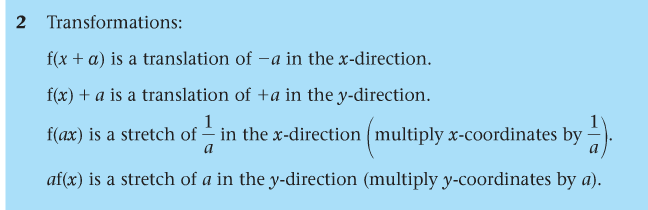 2 Transformations:
f(x + a) is a translation of −a in the x-direction.
f(x) + a is a translation of +a in the y-direction.
f(ax) is a stretch of 1/a in the x-direction (multiply x-coordinates by 1/a).
af(x) is a stretch of a in the y-direction (multiply y-coordinates by a).